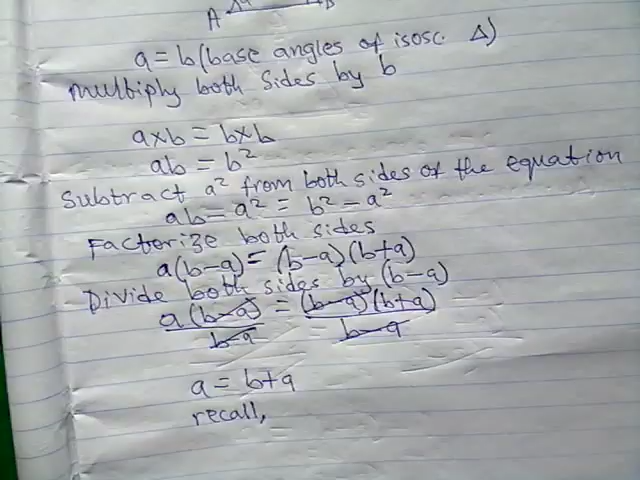 A a B
a = b (base angles of isosc. Δ)
multiply both sides by b
a×b = b×b
ab = b²
Subtract a² from both sides of the equation
ab - a² = b² - a²
Factorize both sides
a(b-a) = (b-a)(b+a)
Divide both sides by (b-a)
a(b-a) = (b-a)(b+a)
b-a b-a
a = b+a
recall,